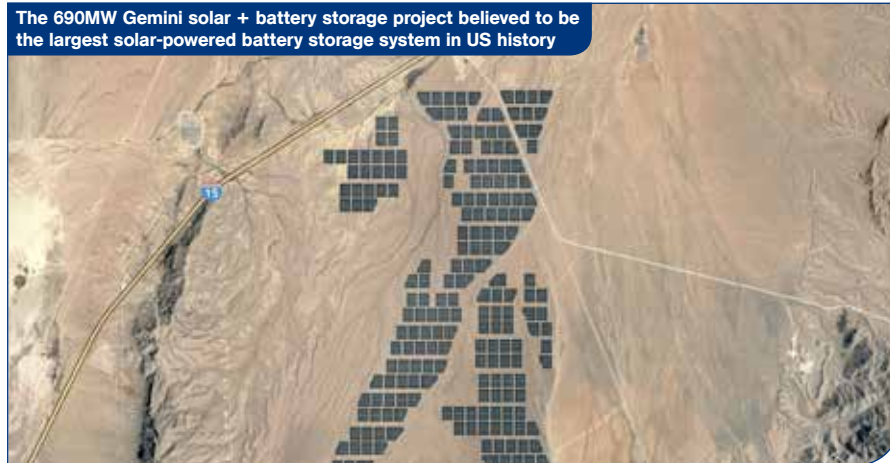 The 690MW Gemini solar + battery storage project believed to be
the largest solar-powered battery storage system in US history
15